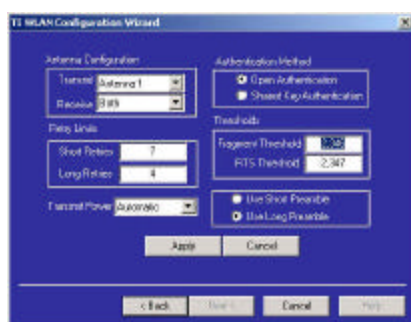 TI WLAN Configuration Wizard
Antenna Configuration
Transmit Antenna 1
Receive Both
Retry Limits
Short Retries 7
Long Retries 4
Transmit Power Automatic
Authentication Method
Open Authentication
Shared Key Authentication
Thresholds
Fragment Threshold
RTS Threshold 2,347
Use Short Preamble
Use Long Preamble
Apply Cancel
< Back Next > Cancel Help